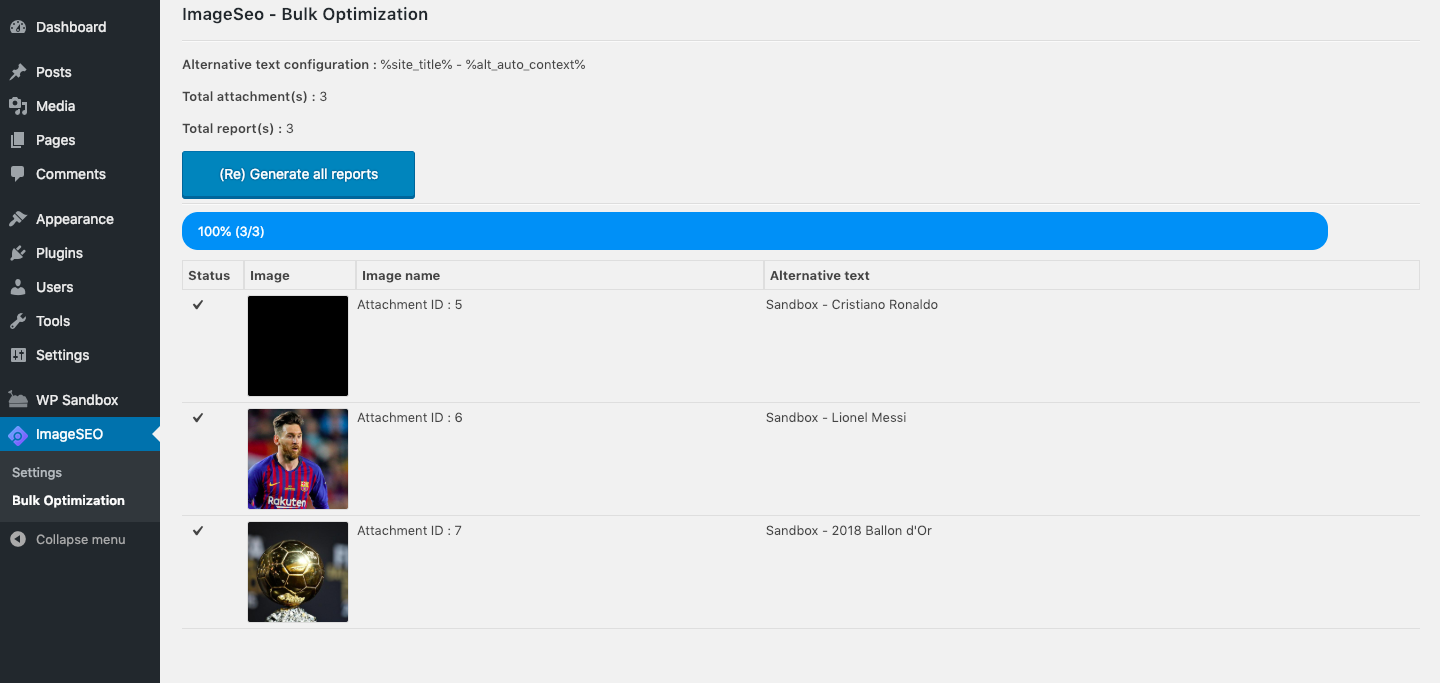 Dashboard
Posts
Media
Pages
Comments
Appearance
Plugins
Users
Tools
Settings
WP Sandbox
ImageSEO
Settings
Bulk Optimization
Collapse menu
ImageSeo - Bulk Optimization
Alternative text configuration : %site_title% - %alt_auto_context%
Total attachment(s) : 3
Total report(s) : 3
(Re) Generate all reports
100% (3/3)
Status Image Image name Alternative text
Attachment ID : 5 Sandbox - Cristiano Ronaldo
Attachment ID : 6 Sandbox - Lionel Messi
Rakuten
Attachment ID : 7 Sandbox - 2018 Ballon d'Or